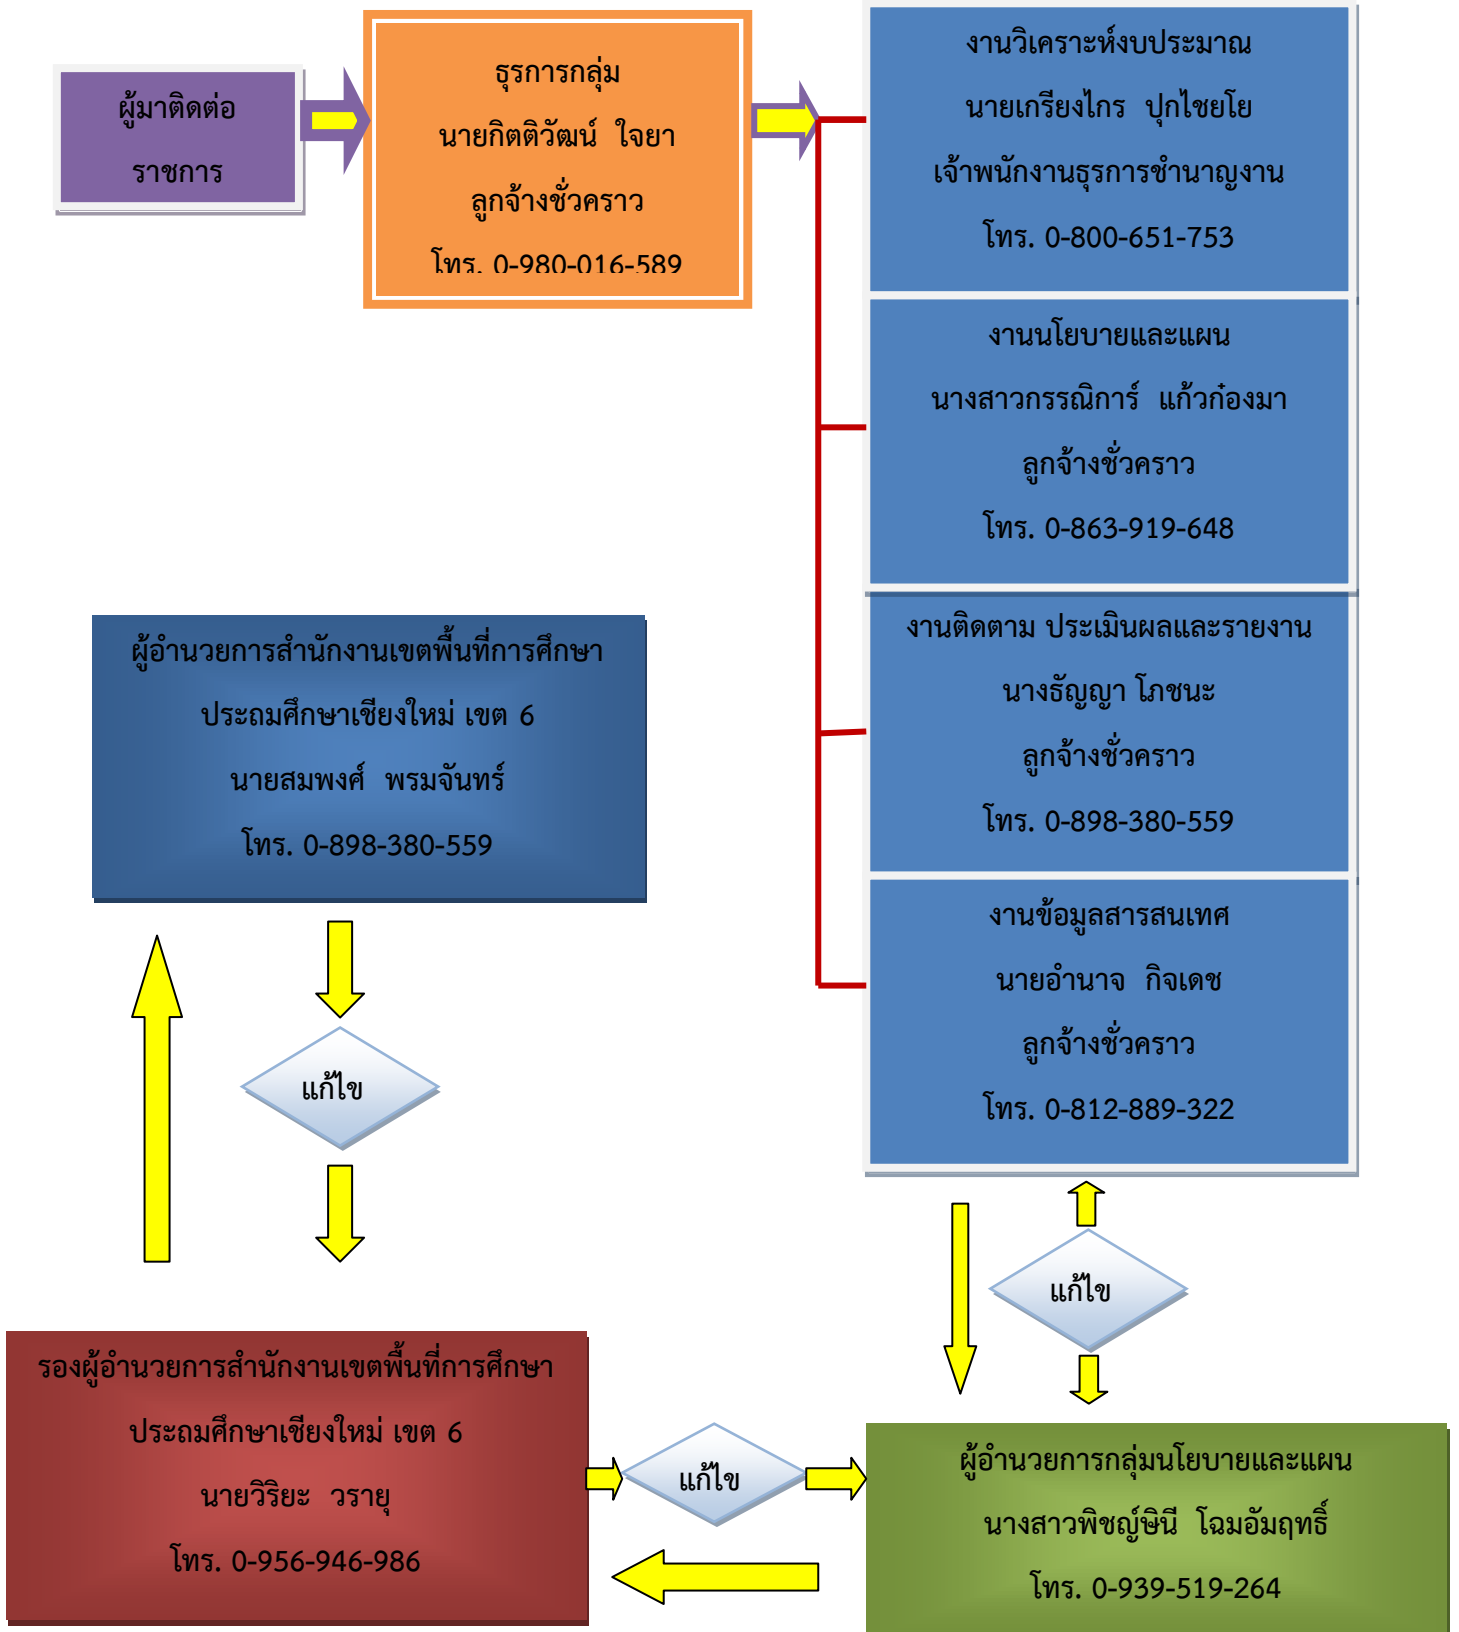 ผู้มาติดต่อ
ราชการ
ธุรการกลุ่ม
นายกิตติวัฒน์ ใจยา
ลูกจ้างชั่วคราว
โทร. 0-980-016-589
งานวิเคราะห์งบประมาณ
นายเกรียงไกร ปุกไชยโย
เจ้าพนักงานธุรการชำนาญงาน
โทร. 0-800-651-753
งานนโยบายและแผน
นางสาวกรรณิการ์ แก้วก๋องมา
ลูกจ้างชั่วคราว
โทร. 0-863-919-648
งานติดตาม ประเมินผลและรายงาน
นางธัญญา โภชนะ
ลูกจ้างชั่วคราว
โทร. 0-898-380-559
งานข้อมูลสารสนเทศ
นายอำนาจ กิจเดช
ลูกจ้างชั่วคราว
โทร. 0-812-889-322
ผู้อำนวยการสำนักงานเขตพื้นที่การศึกษา
ประถมศึกษาเชียงใหม่ เขต 6
นายสมพงศ์ พรมจันทร์
โทร. 0-898-380-559
แก้ไข
แก้ไข
รองผู้อำนวยการสำนักงานเขตพื้นที่การศึกษา
ประถมศึกษาเชียงใหม่ เขต 6
นายวิริยะ วรายุ
โทร. 0-956-946-986
แก้ไข
ผู้อำนวยการกลุ่มนโยบายและแผน
นางสาวพิชญ์ษินี โฉมอัมฤทธิ์
โทร. 0-939-519-264